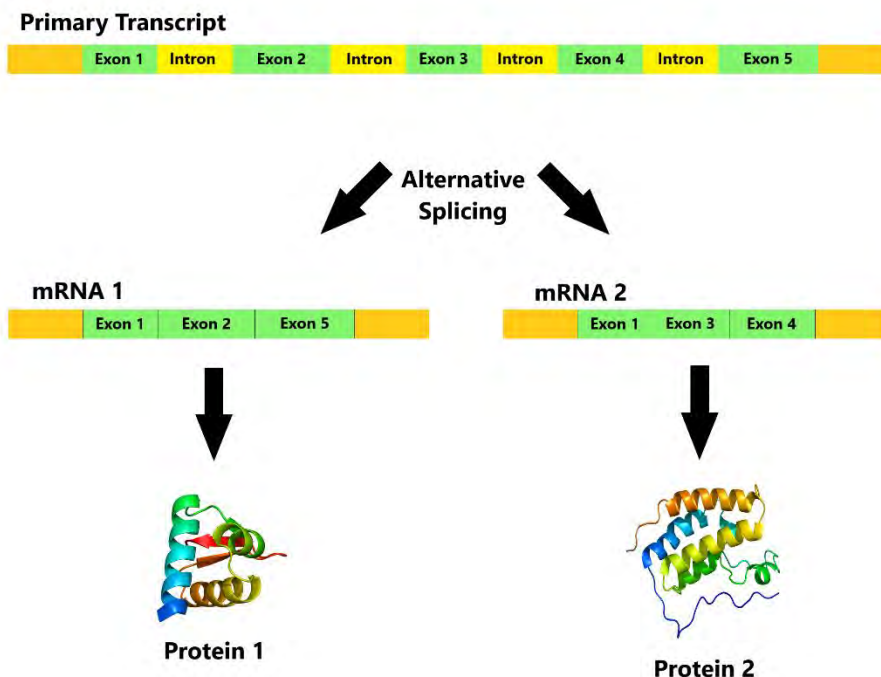 Primary Transcript
Exon 1 Intron Exon 2 Intron Exon 3 Intron Exon 4 Intron Exon 5
Alternative
Splicing
mRNA 1
Exon 1 Exon 2 Exon 5
mRNA 2
Exon 1 Exon 3 Exon 4
Protein 1
Protein 2